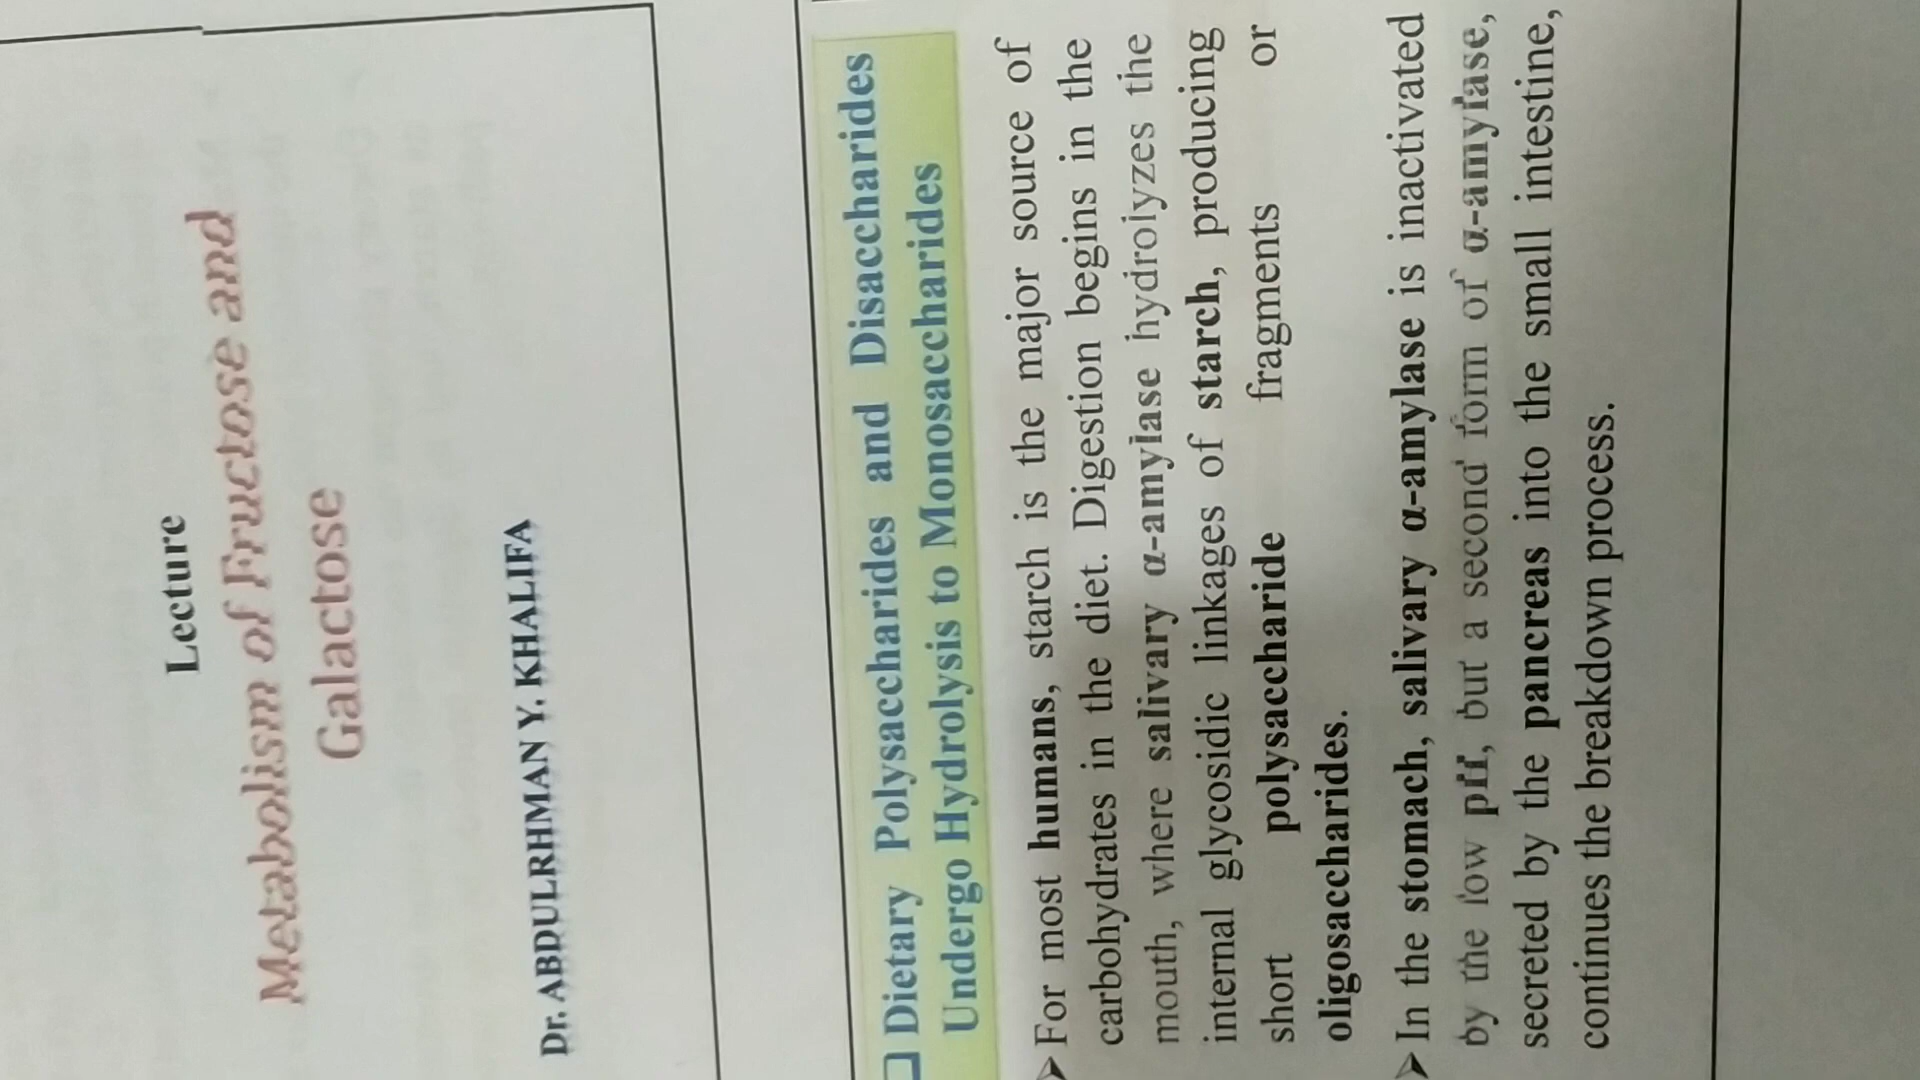 Lecture
Metabolism of Fructose and
Galactose
Dr. ABDULRHMAN Y. KHALIFA
❑ Dietary Polysaccharides and Disaccharides
Undergo Hydrolysis to Monosaccharides
➢ For most humans, starch is the major source of
carbohydrates in the diet. Digestion begins in the
mouth, where salivary α-amylase hydrolyzes the
internal glycosidic linkages of starch, producing
short polysaccharide fragments or
oligosaccharides.
➢ In the stomach, salivary α-amylase is inactivated
by the low pH, but a second form of α-amylase,
secreted by the pancreas into the small intestine,
continues the breakdown process.